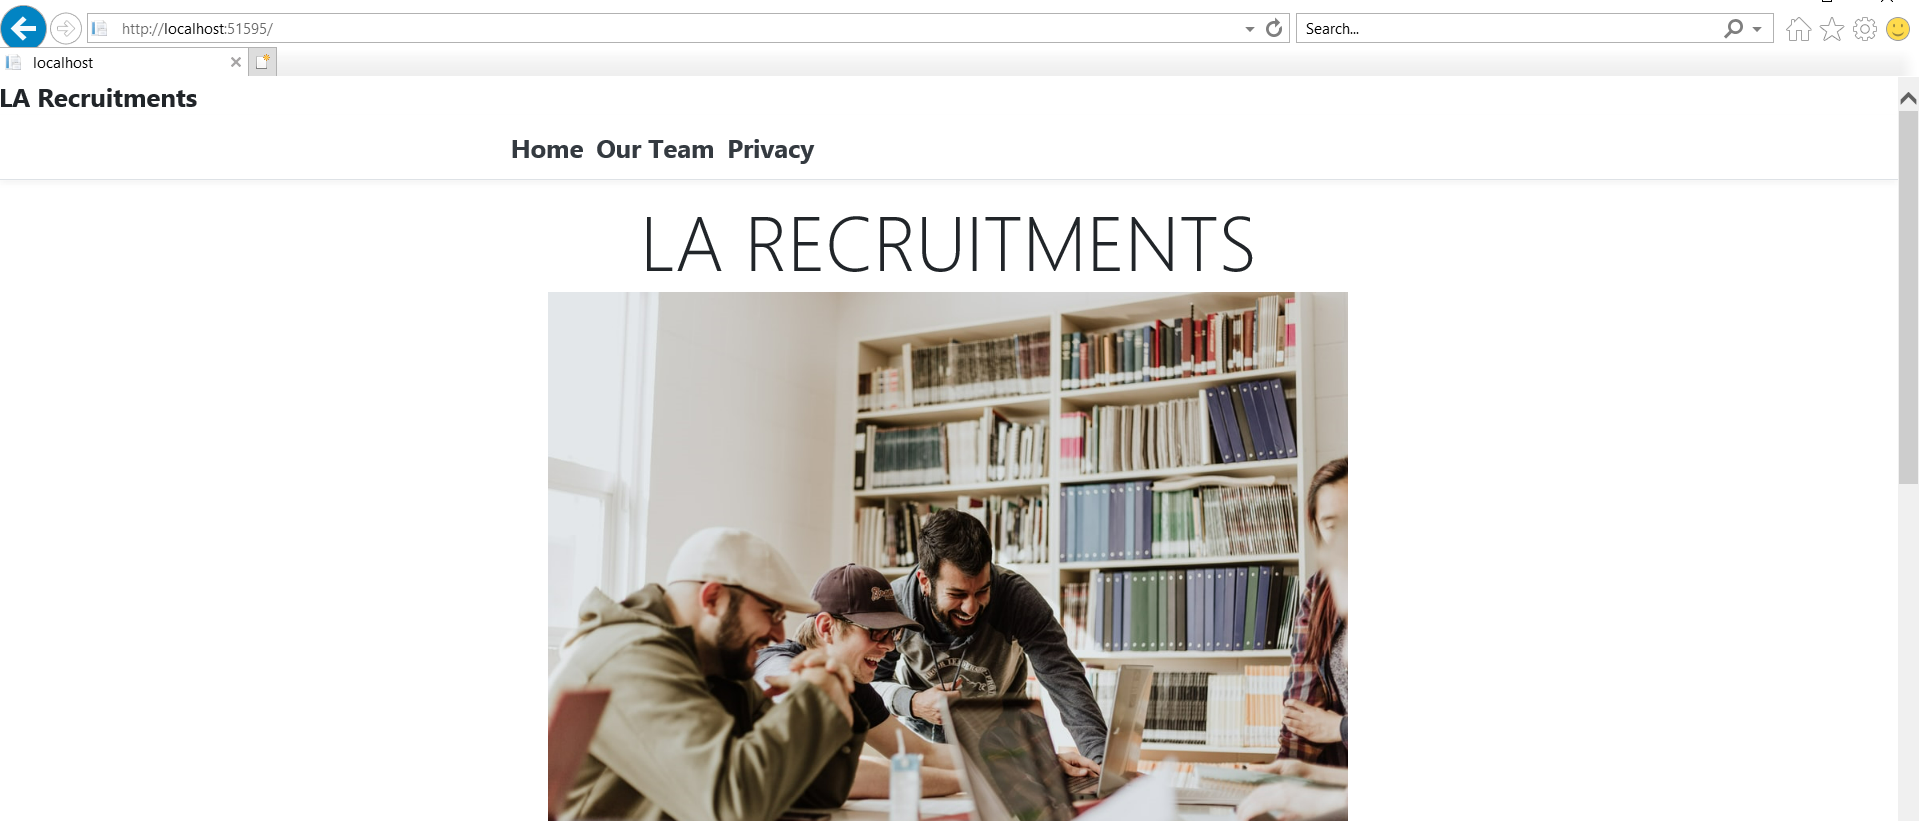 http://localhost:51595/
Search...
localhost
LA Recruitments
Home Our Team Privacy
LA RECRUITMENTS